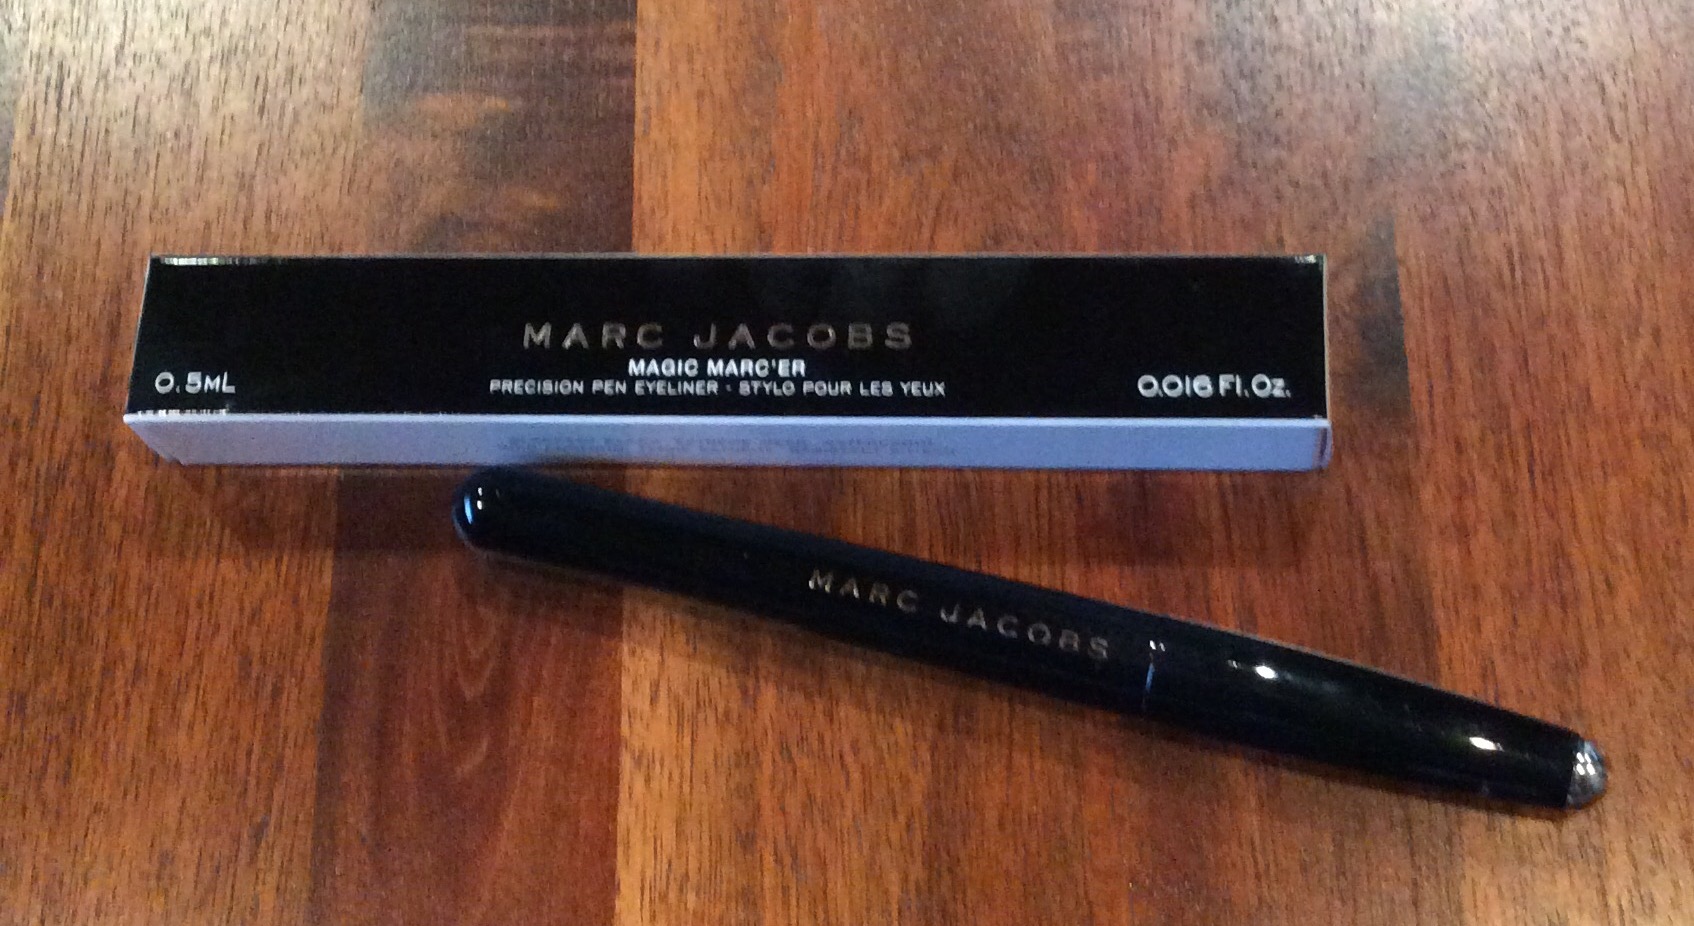 MARC JACOBS
MAGIC MARC'ER
PRECISION PEN EYELINER - STYLO POUR LES YEUX
0.5ML
0.016 Fl. Oz.
MARC JACOBS